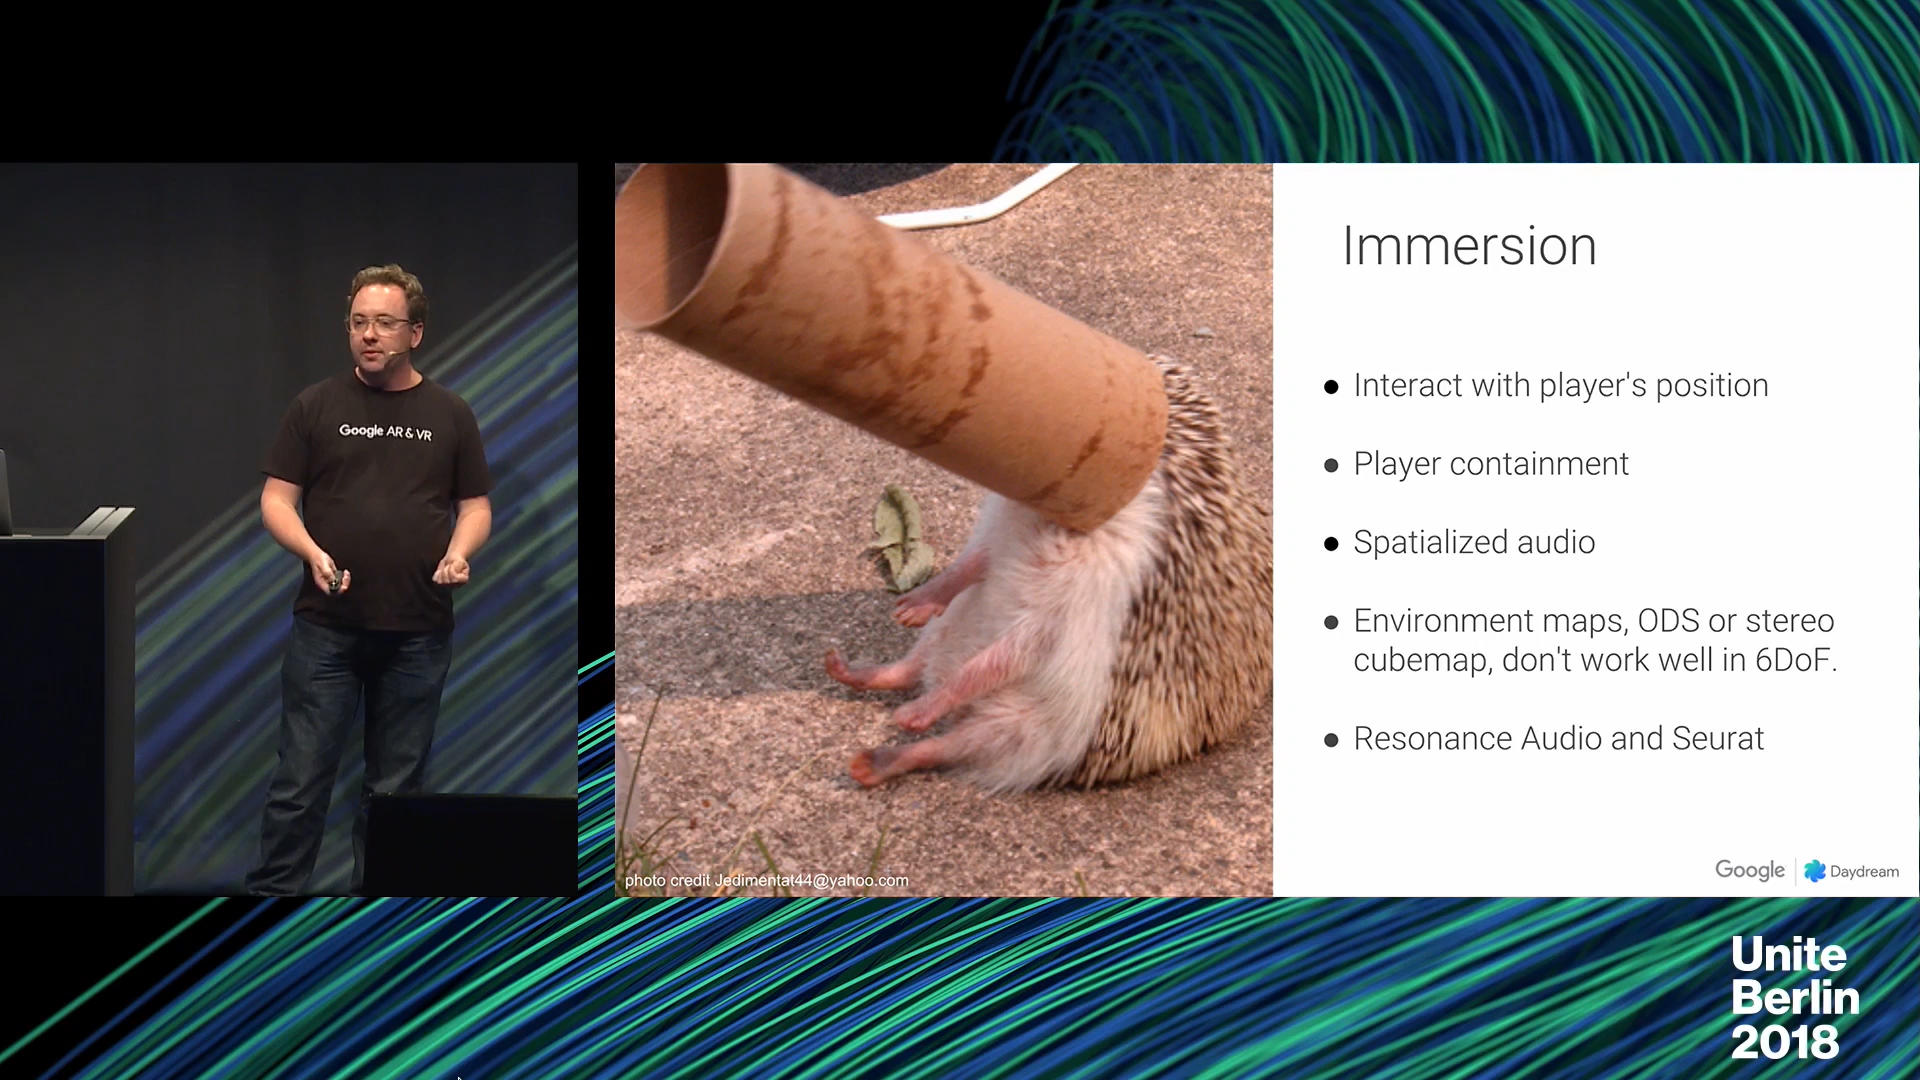 Google AR & VR
photo credit Jedimentat44@yahoo.com
Immersion
Interact with player's position
Player containment
Spatialized audio
Environment maps, ODS or stereo
cubemap, don't work well in 6DoF.
Resonance Audio and Seurat
Google
Daydream
Unite
Berlin
2018